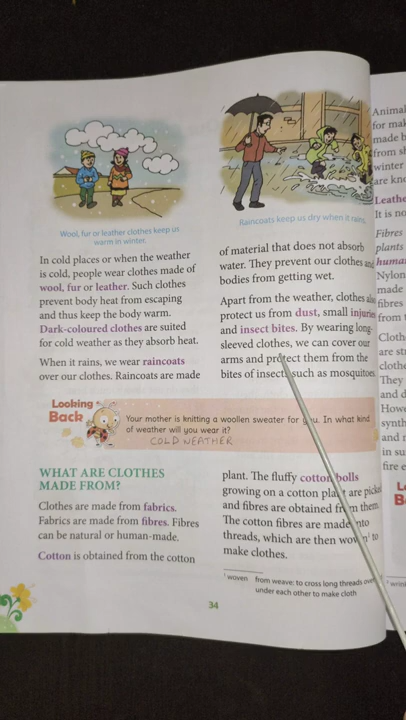 Wool, fur or leather clothes keep us
warm in winter.
In cold places or when the weather
is cold, people wear clothes made of
wool, fur or leather. Such clothes
prevent body heat from escaping
and thus keep the body warm.
Dark-coloured clothes are suited
for cold weather as they absorb heat.
When it rains, we wear raincoats
over our clothes. Raincoats are made
Raincoats keep us dry when it rains.
of material that does not absorb
water. They prevent our clothes and
bodies from getting wet.
Apart from the weather, clothes also
protect us from dust, small injuries
and insect bites. By wearing long-
sleeved clothes, we can cover our
arms and protect them from the
bites of insects such as mosquitoes.
Looking
Back
Your mother is knitting a woollen sweater for you. In what kind
of weather will you wear it?
COLD WEATHER
WHAT ARE CLOTHES
MADE FROM?
Clothes are made from fabrics.
Fabrics are made from fibres. Fibres
can be natural or human-made.
Cotton is obtained from the cotton
plant. The fluffy cotton bolls
growing on a cotton plant are picked
and fibres are obtained from them.
The cotton fibres are made into
threads, which are then woven¹ to
make clothes.
¹ woven from weave: to cross long threads over
under each other to make cloth
34
Animal
for
made b
from
winter
are
Leathe
It is no
Fibres
plants
huma
Nylon
made
fibres
from
Cloth
are
clothe
They
and d
Howe
synth
and
in su
fire